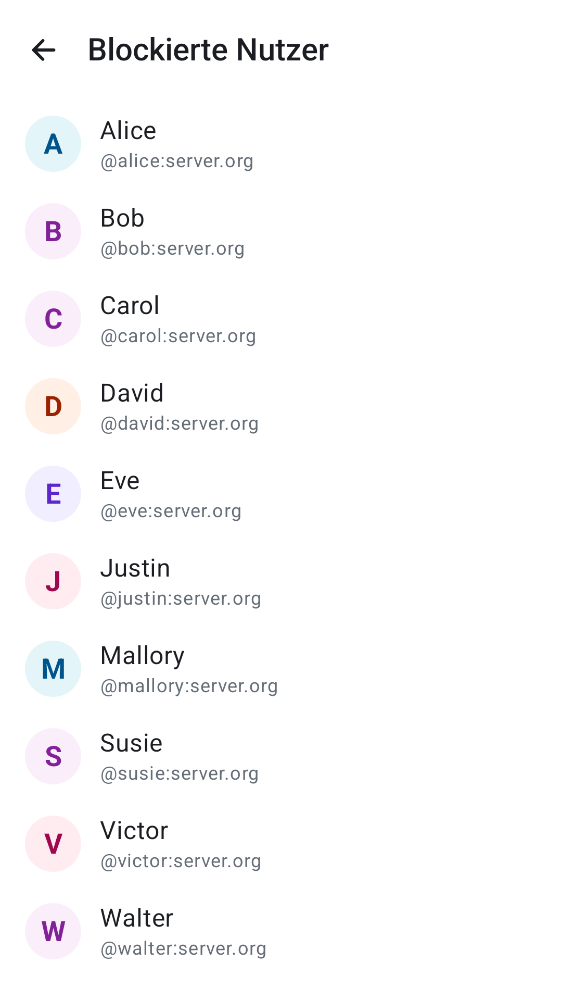 Blockierte Nutzer
A
Alice
@alice:server.org
B
Bob
@bob:server.org
C
Carol
@carol:server.org
D
David
@david:server.org
E
Eve
@eve:server.org
J
Justin
@justin:server.org
M
Mallory
@mallory:server.org
S
Susie
@susie:server.org
V
Victor
@victor:server.org
W
Walter
@walter:server.org